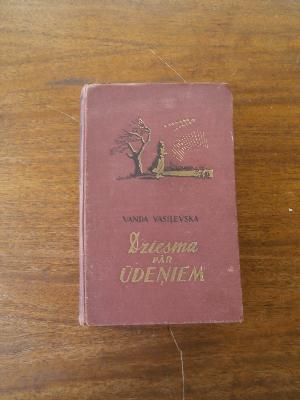 VANDA VASIĻEVSKA
Dziesma
PĀR
ŪDEŅIEM